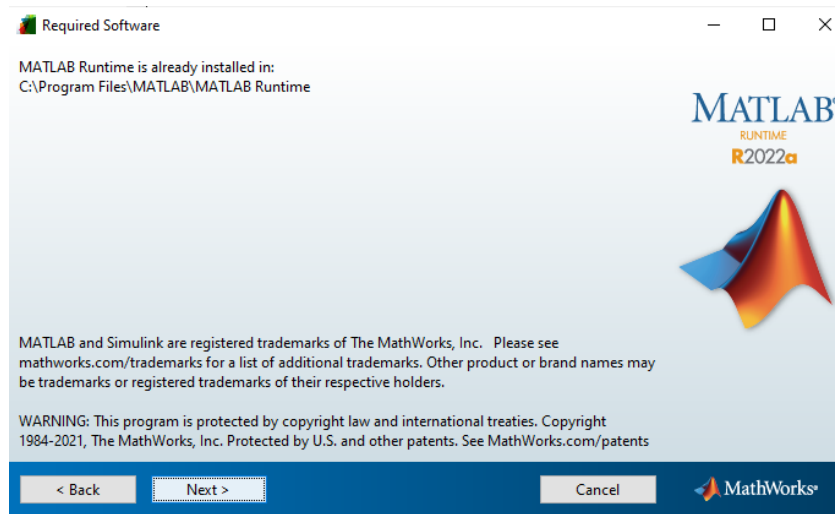 Required Software
MATLAB Runtime is already installed in:
C:\Program Files\MATLAB\MATLAB Runtime
MATLAB®
RUNTIME
R2022a
MATLAB and Simulink are registered trademarks of The MathWorks, Inc.   Please see
mathworks.com/trademarks for a list of additional trademarks. Other product or brand names may
be trademarks or registered trademarks of their respective holders.
WARNING: This program is protected by copyright law and international treaties. Copyright
1984-2021, The MathWorks, Inc. Protected by U.S. and other patents. See MathWorks.com/patents
< Back
Next >
Cancel
MathWorks®